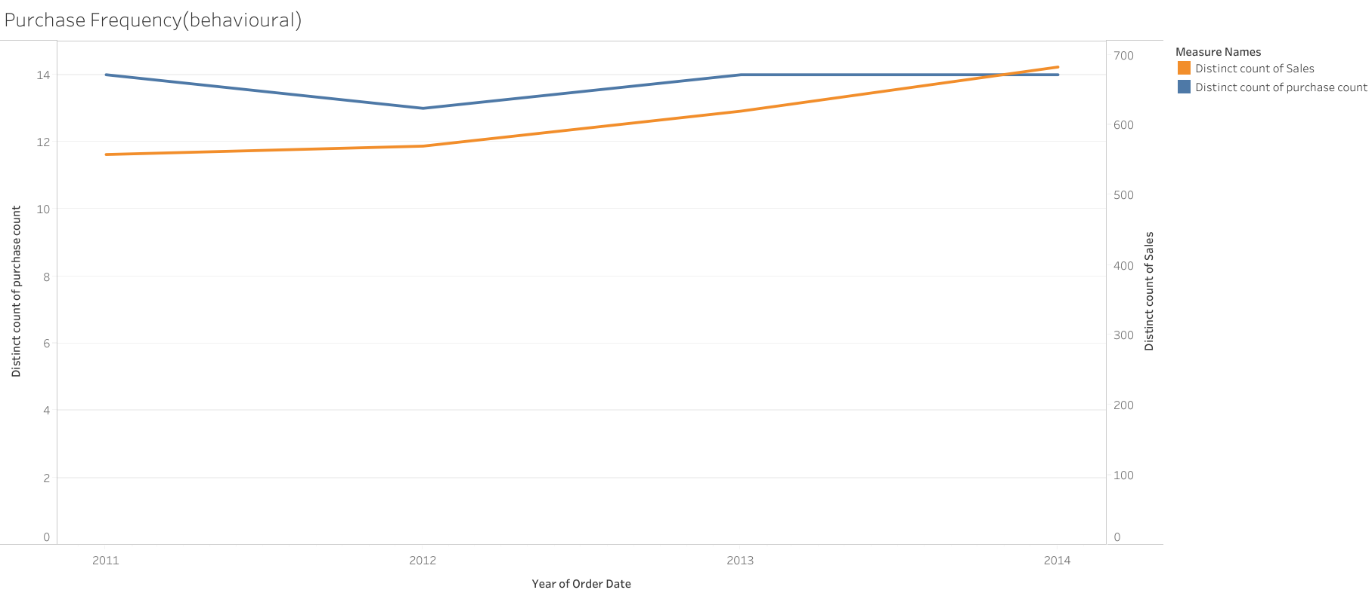 Purchase Frequency(behavioural)
Measure Names
Distinct count of Sales
Distinct count of purchase count
Distinct count of purchase count
14
12
10
8
6
4
2
0
700
600
500
400
300
200
100
0
Distinct count of Sales
2011 2012 2013 2014
Year of Order Date